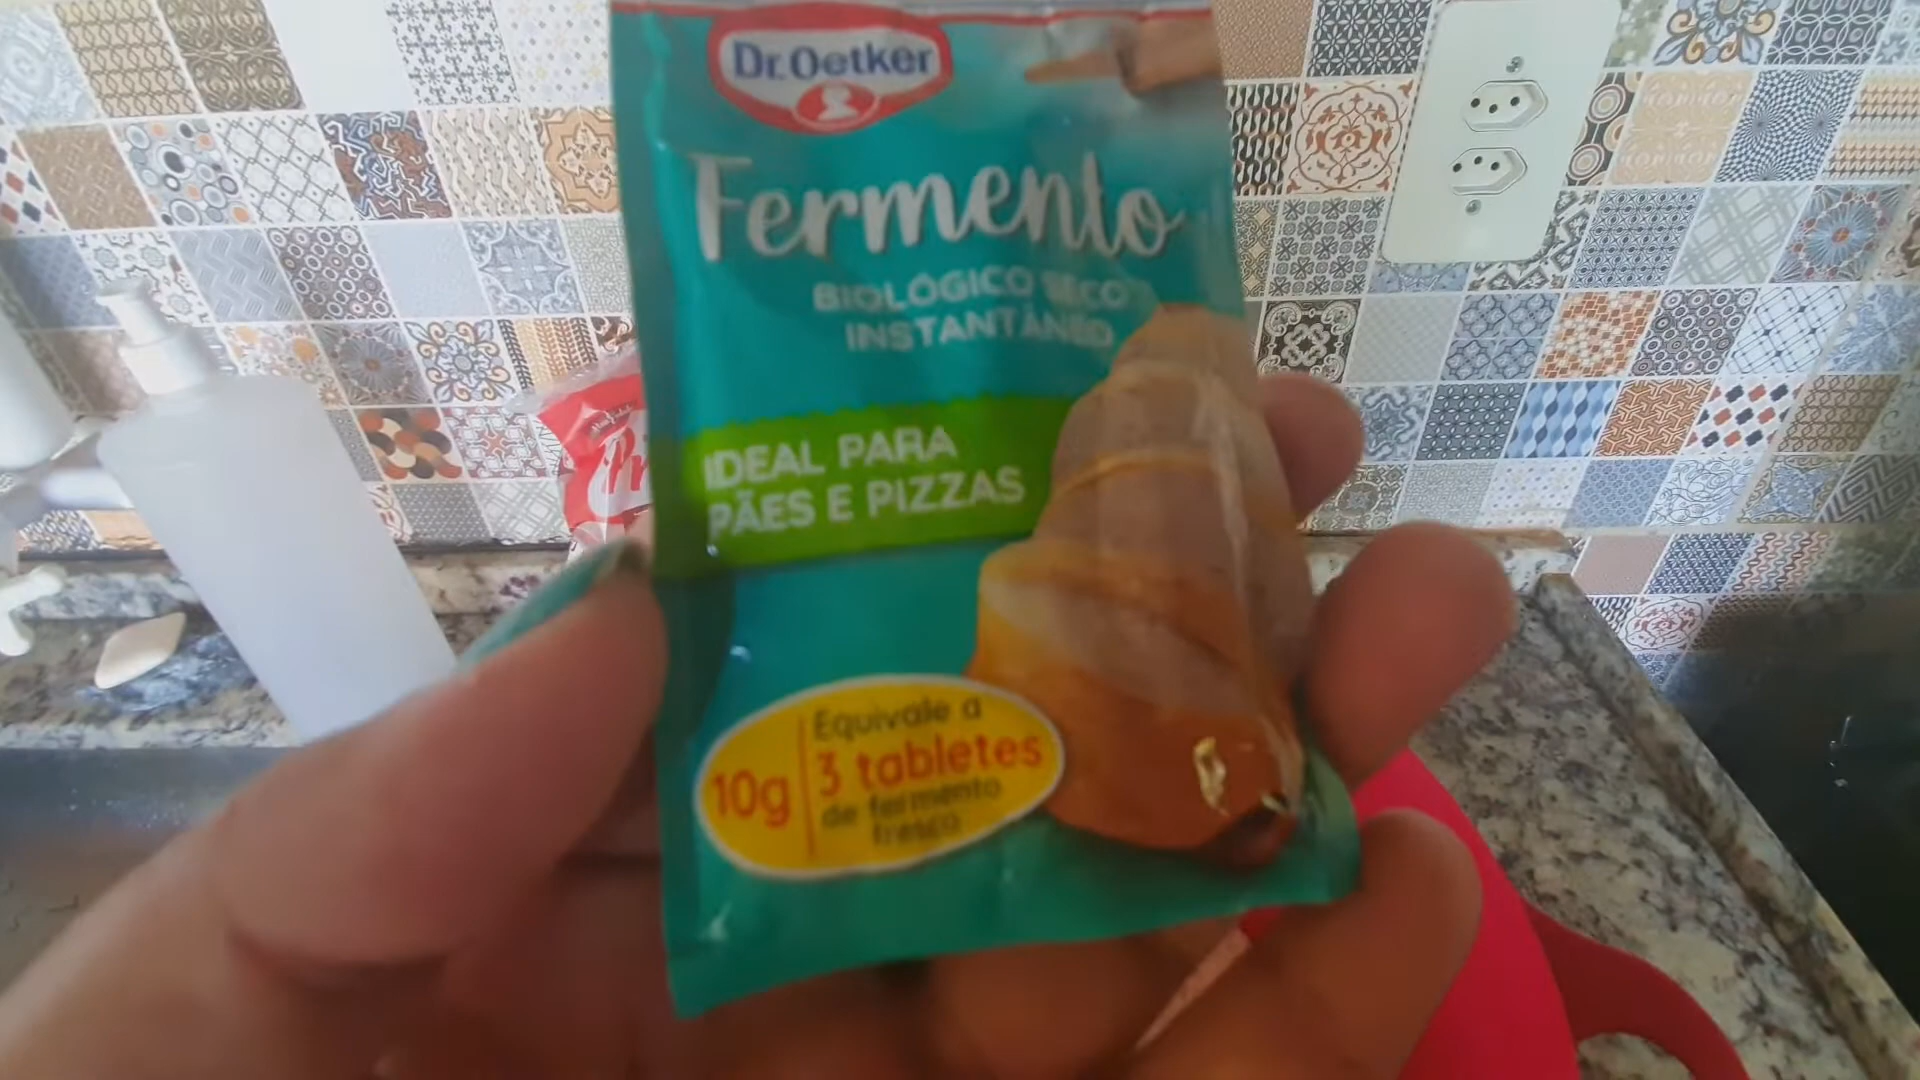 Dr. Oetker
Fermento
BIOLÓGICO SECO
INSTANTÂNEO
IDEAL PARA
PÃES E PIZZAS
10g
Equivale a
3 tabletes
de fermento
fresco